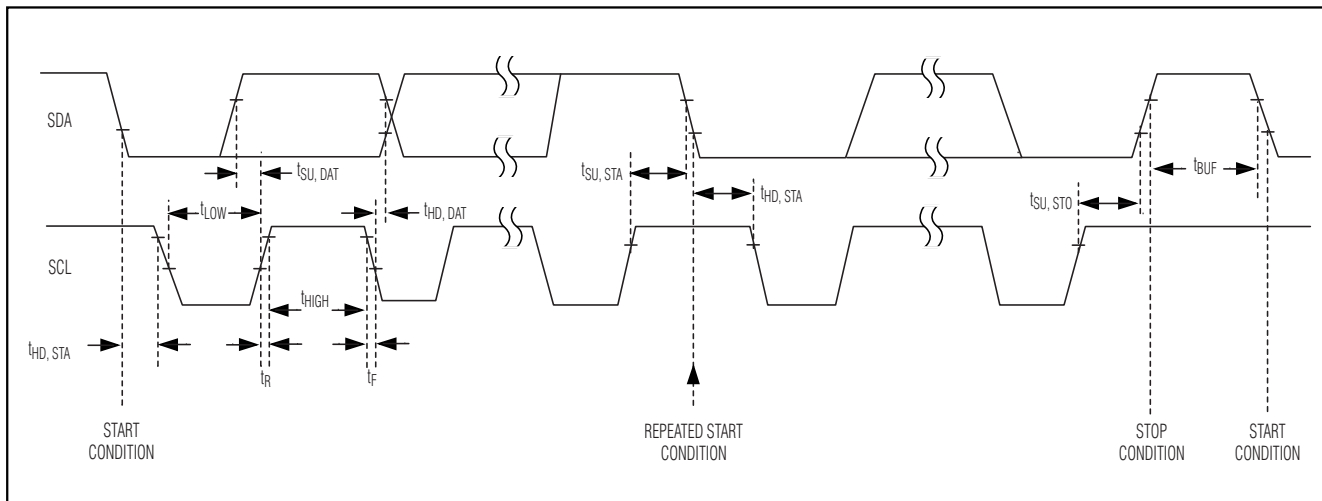 SDA
tSU, DAT
tSU, STA
tBUF
tLOW
tHD, DAT
tHD, STA
tSU, STO
SCL
tHIGH
tHD, STA
tR
tF
START
CONDITION
REPEATED START
CONDITION
STOP
CONDITION
START
CONDITION